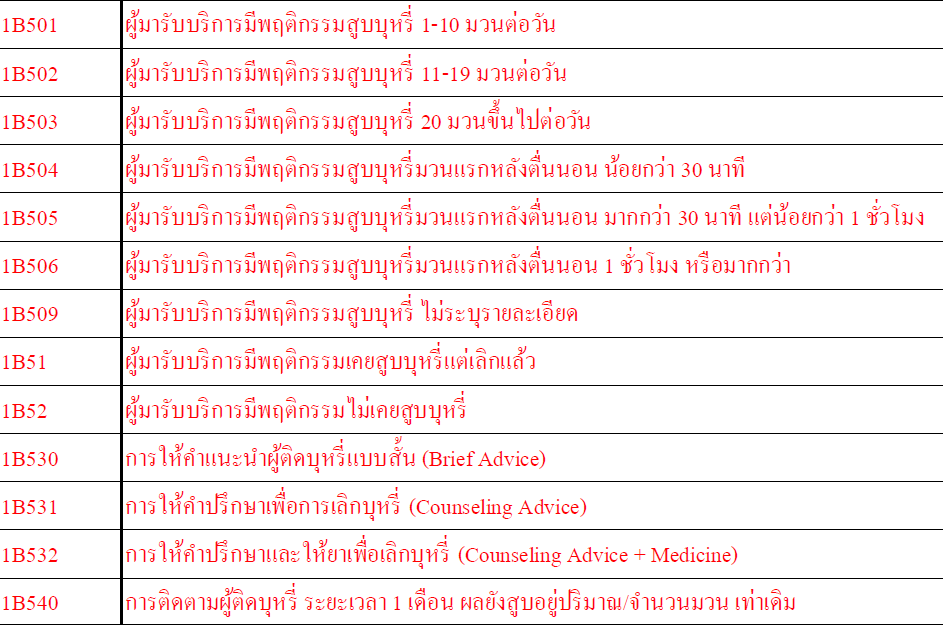 1B501 ผู้มารับบริการมีพฤติกรรมสูบบุหรี่ 1-10 มวนต่อวัน
1B502 ผู้มารับบริการมีพฤติกรรมสูบบุหรี่ 11-19 มวนต่อวัน
1B503 ผู้มารับบริการมีพฤติกรรมสูบบุหรี่ 20 มวนขึ้นไปต่อวัน
1B504 ผู้มารับบริการมีพฤติกรรมสูบบุหรี่มวนแรกหลังตื่นนอน น้อยกว่า 30 นาที
1B505 ผู้มารับบริการมีพฤติกรรมสูบบุหรี่มวนแรกหลังตื่นนอน มากกว่า 30 นาที แต่น้อยกว่า 1 ชั่วโมง
1B506 ผู้มารับบริการมีพฤติกรรมสูบบุหรี่มวนแรกหลังตื่นนอน 1 ชั่วโมง หรือมากกว่า
1B509 ผู้มารับบริการมีพฤติกรรมสูบบุหรี่ ไม่ระบุรายละเอียด
1B51 ผู้มารับบริการมีพฤติกรรมเคยสูบบุหรี่แต่เลิกแล้ว
1B52 ผู้มารับบริการมีพฤติกรรมไม่เคยสูบบุหรี่
1B530 การให้คำแนะนำผู้ติดบุหรี่แบบสั้น (Brief Advice)
1B531 การให้คำปรึกษาเพื่อการเลิกบุหรี่ (Counseling Advice)
1B532 การให้คำปรึกษาและให้ยาเพื่อเลิกบุหรี่ (Counseling Advice + Medicine)
1B540 การติดตามผู้ติดบุหรี่ ระยะเวลา 1 เดือน ผลยังสูบอยู่ปริมาณ/จำนวนมวน เท่าเดิม